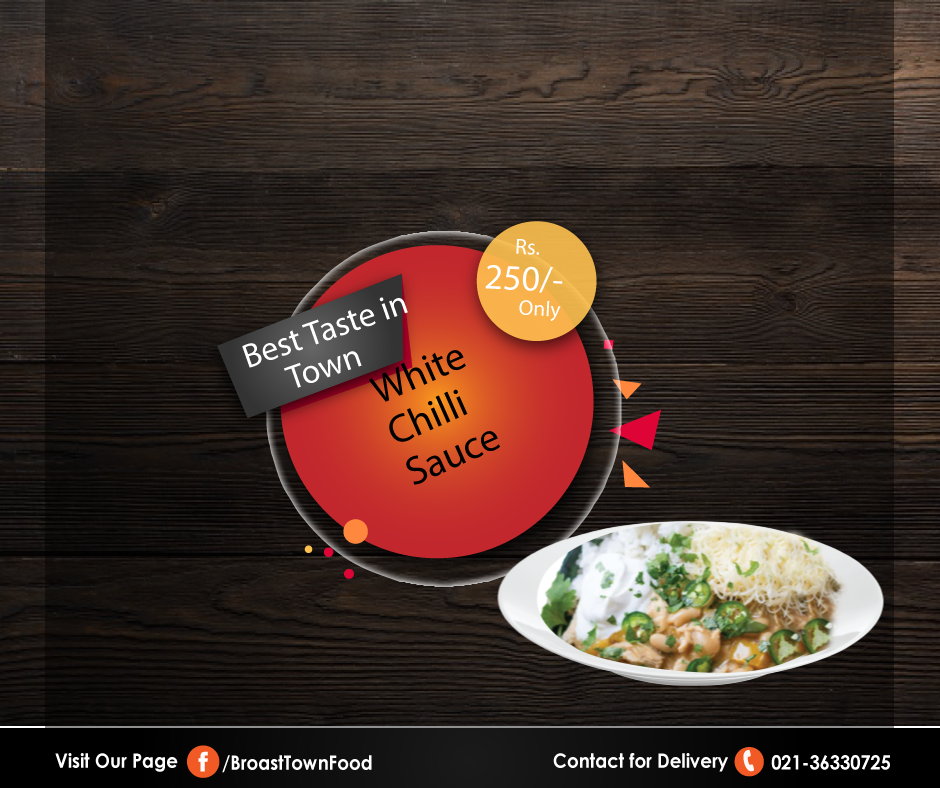 Rs.
250/-
Only
Best Taste in
Town
White
Chilli
Sauce
Visit Our Page /BroastTownFood
Contact for Delivery 021-36330725